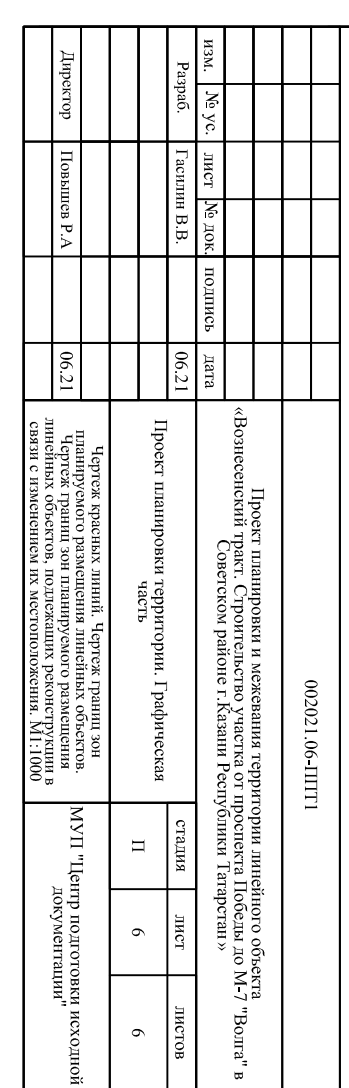 002021.06-ППТ1
Проект планировки и межевания территории линейного объекта
«Вознесенский тракт. Строительство участка от проспекта Победы до М-7 "Волга" в
Советском районе г.Казани Республики Татарстан»
изм. № уч. лист № док. подпись дата
Разраб. Гасилин В.В. 06.21
Директор Повышев Р.А 06.21
Проект планировки территории. Графическая
часть
стадия лист листов
П 6 6
Чертеж красных линий. Чертеж границ зон
планируемого размещения линейных объектов.
Чертеж границ зон планируемого размещения
линейных объектов, подлежащих реконструкции в
связи с изменением их местоположения. М1:1000
МУП "Центр подготовки исходной
документации"